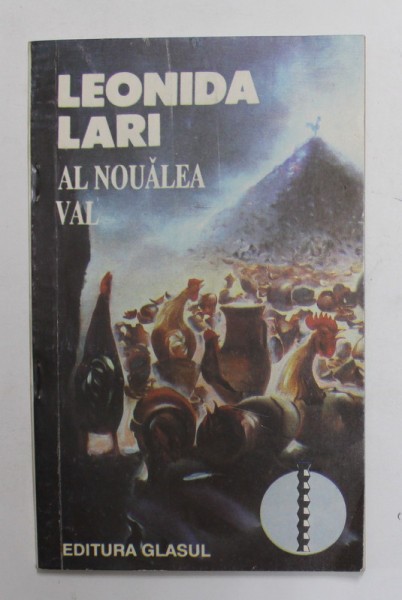 LEONIDA
LARI
AL NOUĂLEA
VAL
EDITURA GLASUL